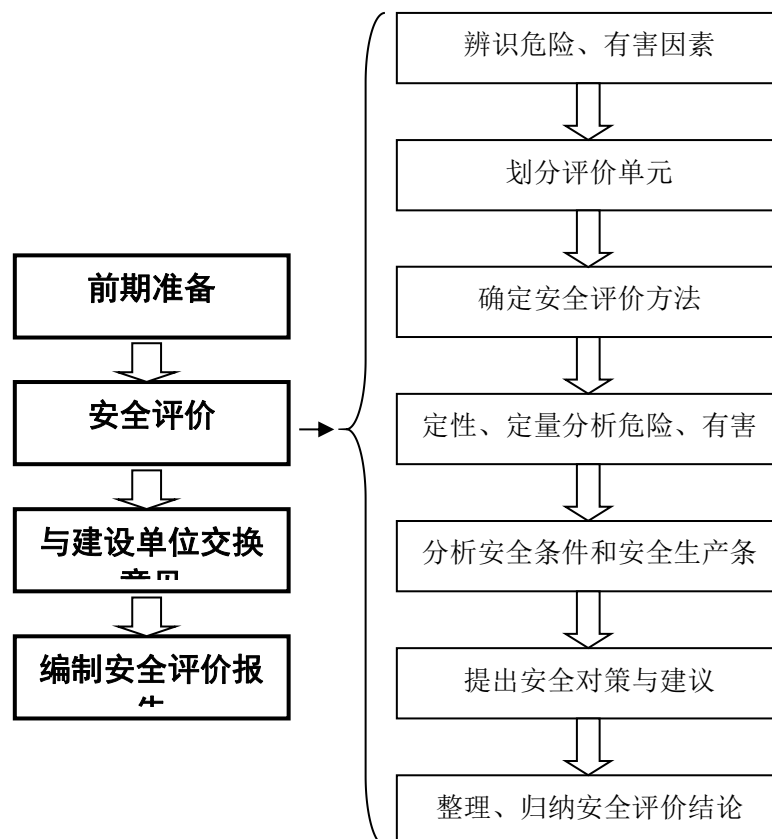 前期准备
安全评价
与建设单位交换
编制安全评价报
辨识危险、有害因素
划分评价单元
确定安全评价方法
定性、定量分析危险、有害
分析安全条件和安全生产条
提出安全对策与建议
整理、归纳安全评价结论